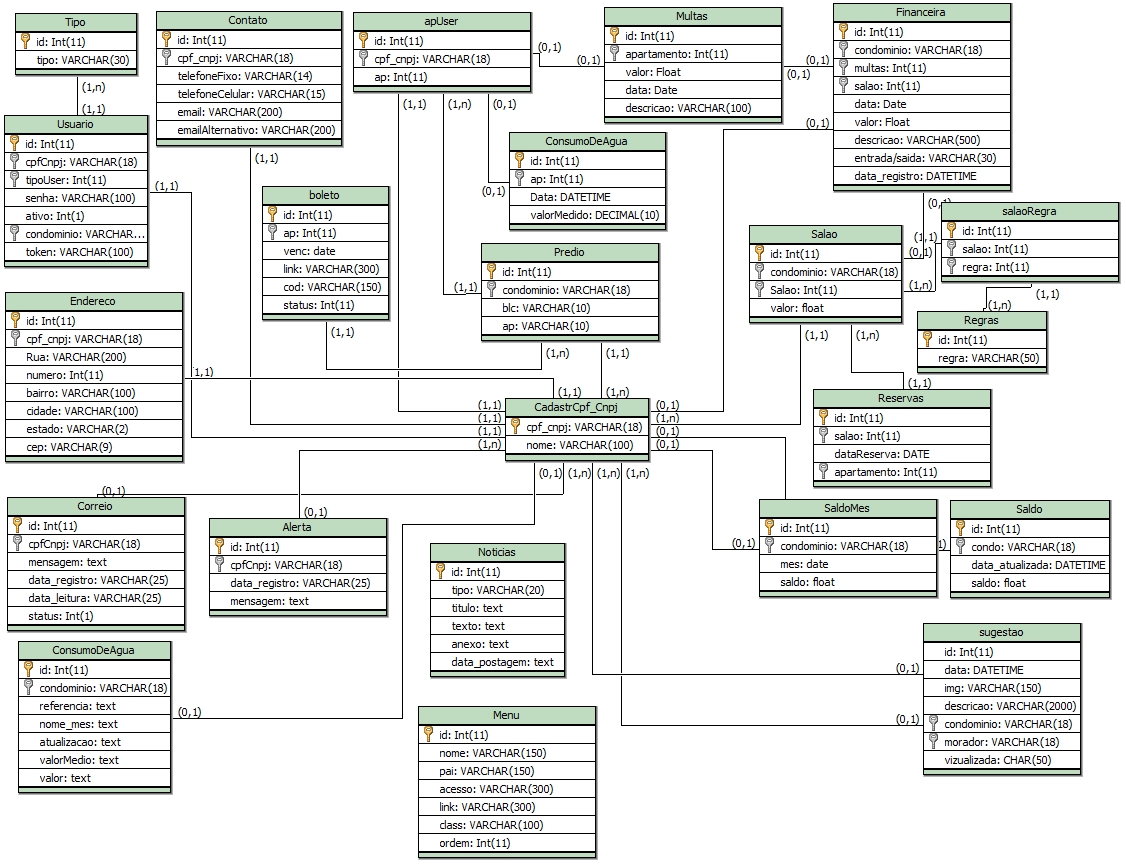 Tipo
id: Int(11)
tipo: VARCHAR(30)
(1,n)
(1,1)
Contato
id: Int(11)
cpf_cnpj: VARCHAR(18)
telefoneFixo: VARCHAR(14)
telefoneCelular: VARCHAR(15)
email: VARCHAR(200)
emailAlternativo: VARCHAR(200)
(1,1)
apUser
id: Int(11)
cpf_cnpj: VARCHAR(18)
ap: Int(11)
(0,1)
(0,1)
(1,1)
(1,n)
(0,1)
Multas
id: Int(11)
apartamento: Int(11)
valor: Float
data: Date
descricao: VARCHAR(100)
(0,1)
(0,1)
Financeira
id: Int(11)
condominio: VARCHAR(18)
multas: Int(11)
salao: Int(11)
data: Date
valor: Float
descricao: VARCHAR(500)
entrada/saida: VARCHAR(30)
data_registro: DATETIME
(0,1)
(0,1)
Usuario
id: Int(11)
cpfCnpj: VARCHAR(18)
tipoUser: Int(11)
senha: VARCHAR(100)
ativo: Int(1)
condominio: VARCHAR...
token: VARCHAR(100)
(1,1)
boleto
id: Int(11)
ap: Int(11)
venc: date
link: VARCHAR(300)
cod: VARCHAR(150)
status: Int(11)
(1,1)
ConsumoDeAgua
id: Int(11)
ap: Int(11)
Data: DATETIME
valorMedido: DECIMAL(10)
(0,1)
Predio
id: Int(11)
condominio: VARCHAR(18)
blc: VARCHAR(10)
ap: VARCHAR(10)
(1,1)
(1,n)
(1,1)
Salao
id: Int(11)
condominio: VARCHAR(18)
Salao: Int(11)
valor: float
(1,1)
(0,1)
(1,n)
(1,1)
(1,n)
salaoRegra
id: Int(11)
salao: Int(11)
regra: Int(11)
(1,n)
(1,1)
Regras
id: Int(11)
regra: VARCHAR(50)
Endereco
id: Int(11)
cpf_cnpj: VARCHAR(18)
Rua: VARCHAR(200)
numero: Int(11)
bairro: VARCHAR(100)
cidade: VARCHAR(100)
estado: VARCHAR(2)
cep: VARCHAR(9)
(1,1)
(1,1)
(1,n)
CadastrCpf_Cnpj
cpf_cnpj: VARCHAR(18)
nome: VARCHAR(100)
(1,1)
(1,1)
(1,1)
(1,n)
(0,1)
(1,n)
(0,1)
(0,1)
(0,1)
(1,n)
(1,n)
(1,n)
(1,1)
Reservas
id: Int(11)
salao: Int(11)
dataReserva: DATE
apartamento: Int(11)
(0,1)
Correio
id: Int(11)
cpfCnpj: VARCHAR(18)
mensagem: text
data_registro: VARCHAR(25)
data_leitura: VARCHAR(25)
status: Int(1)
(0,1)
Alerta
id: Int(11)
cpfCnpj: VARCHAR(18)
data_registro: VARCHAR(25)
mensagem: text
Noticias
id: Int(11)
tipo: VARCHAR(20)
titulo: text
texto: text
anexo: text
data_postagem: text
(0,1)
SaldoMes
id: Int(11)
condominio: VARCHAR(18)
mes: date
saldo: float
Saldo
id: Int(11)
condo: VARCHAR(18)
data_atualizada: DATETIME
saldo: float
ConsumoDeAgua
id: Int(11)
condominio: VARCHAR(18)
referencia: text
nome_mes: text
atualizacao: text
valorMedio: text
valor: text
(0,1)
Menu
id: Int(11)
nome: VARCHAR(150)
pai: VARCHAR(150)
acesso: VARCHAR(300)
link: VARCHAR(300)
class: VARCHAR(100)
ordem: Int(11)
(0,1)
(0,1)
sugestao
id: Int(11)
data: DATETIME
img: VARCHAR(150)
descricao: VARCHAR(2000)
condominio: VARCHAR(18)
morador: VARCHAR(18)
vizualizada: CHAR(50)